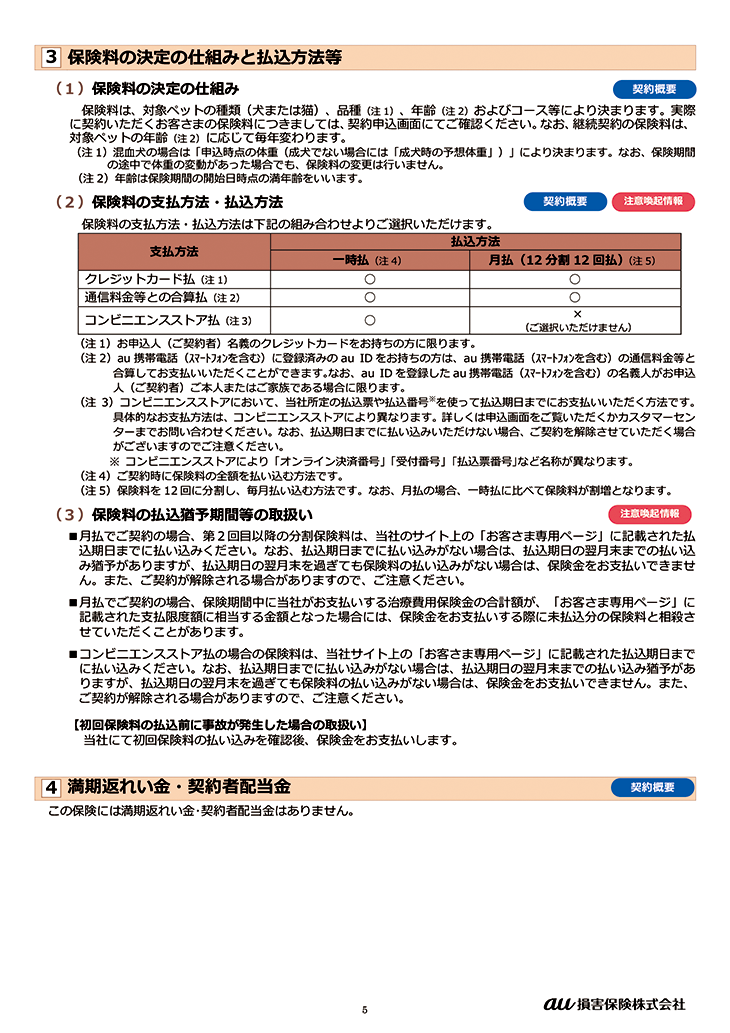 3 保険料の決定の仕組みと払込方法等
（１）保険料の決定の仕組み 契約概要
保険料は、対象ペットの種類（犬または猫）、品種（注1）、年齢（注2）およびコース等により決まります。実際
に契約いただくお客さまの保険料につきましては、契約申込画面にてご確認ください。なお、継続契約の保険料は、
対象ペットの年齢（注2）に応じて毎年変わります。
（注1）混血犬の場合は「申込時点の体重（成犬でない場合には「成犬時の予想体重」）」により決まります。なお、保険期間
の途中で体重の変動があった場合でも、保険料の変更は行いません。
（注2）年齢は保険期間の開始日時点の満年齢をいいます。
（２）保険料の支払方法・払込方法 契約概要 注意喚起情報
保険料の支払方法・払込方法は下記の組み合わせよりご選択いただけます。
支払方法 払込方法
一時払（注4） 月払（12分割12回払）（注5）
クレジットカード払（注1） ○ ○
通信料金等との合算払（注2） ○ ○
コンビニエンスストア払（注3） ○ ×
（ご選択いただけません）
（注1）お申込人（ご契約者）名義のクレジットカードをお持ちの方に限ります。
（注2）au携帯電話（ｽﾏｰﾄﾌｫﾝを含む）に登録済みのau IDをお持ちの方は、au携帯電話（ｽﾏｰﾄﾌｫﾝを含む）の通信料金等と
合算してお支払いいただくことができます。なお、au IDを登録したau携帯電話（ｽﾏｰﾄﾌｫﾝを含む）の名義人がお申込
人（ご契約者）ご本人またはご家族である場合に限ります。
（注 3）コンビニエンスストアにおいて、当社所定の払込票や払込番号※を使って払込期日までにお支払いいただく方法です。
具体的なお支払方法は、コンビニエンスストアにより異なります。詳しくは申込画面をご覧いただくかカスタマーセン
ターまでお問い合わせください。なお、払込期日までに払い込みいただけない場合、ご契約を解除させていただく場合
がございますのでご注意ください。
※ コンビニエンスストアにより「オンライン決済番号」「受付番号」「払込票番号」など名称が異なります。
（注4）ご契約時に保険料の全額を払い込む方法です。
（注5）保険料を12回に分割し、毎月払い込む方法です。なお、月払の場合、一時払に比べて保険料が割増となります。
（３）保険料の払込猶予期間等の取扱い 注意喚起情報
■月払でご契約の場合、第２回目以降の分割保険料は、当社のサイト上の「お客さま専用ページ」に記載された払
込期日までに払い込みください。なお、払込期日までに払い込みがない場合は、払込期日の翌月末までの払い込
み猶予がありますが、払込期日の翌月末を過ぎても保険料の払い込みがない場合は、保険金をお支払いできませ
ん。また、ご契約が解除される場合がありますので、ご注意ください。
■月払でご契約の場合、保険期間中に当社がお支払いする治療費用保険金の合計額が、「お客さま専用ページ」に
記載された支払限度額に相当する金額となった場合には、保険金をお支払いする際に未払込分の保険料と相殺さ
せていただくことがあります。
■コンビニエンスストア払の場合の保険料は、当社サイト上の「お客さま専用ページ」に記載された払込期日まで
に払い込みください。なお、払込期日までに払い込みがない場合は、払込期日の翌月末までの払い込み猶予があ
りますが、払込期日の翌月末を過ぎても保険料の払い込みがない場合は、保険金をお支払いできません。また、
ご契約が解除される場合がありますので、ご注意ください。
【初回保険料の払込前に事故が発生した場合の取扱い】
当社にて初回保険料の払い込みを確認後、保険金をお支払いします。
4 満期返れい金・契約者配当金 契約概要
この保険には満期返れい金・契約者配当金はありません。
5
au 損害保険株式会社